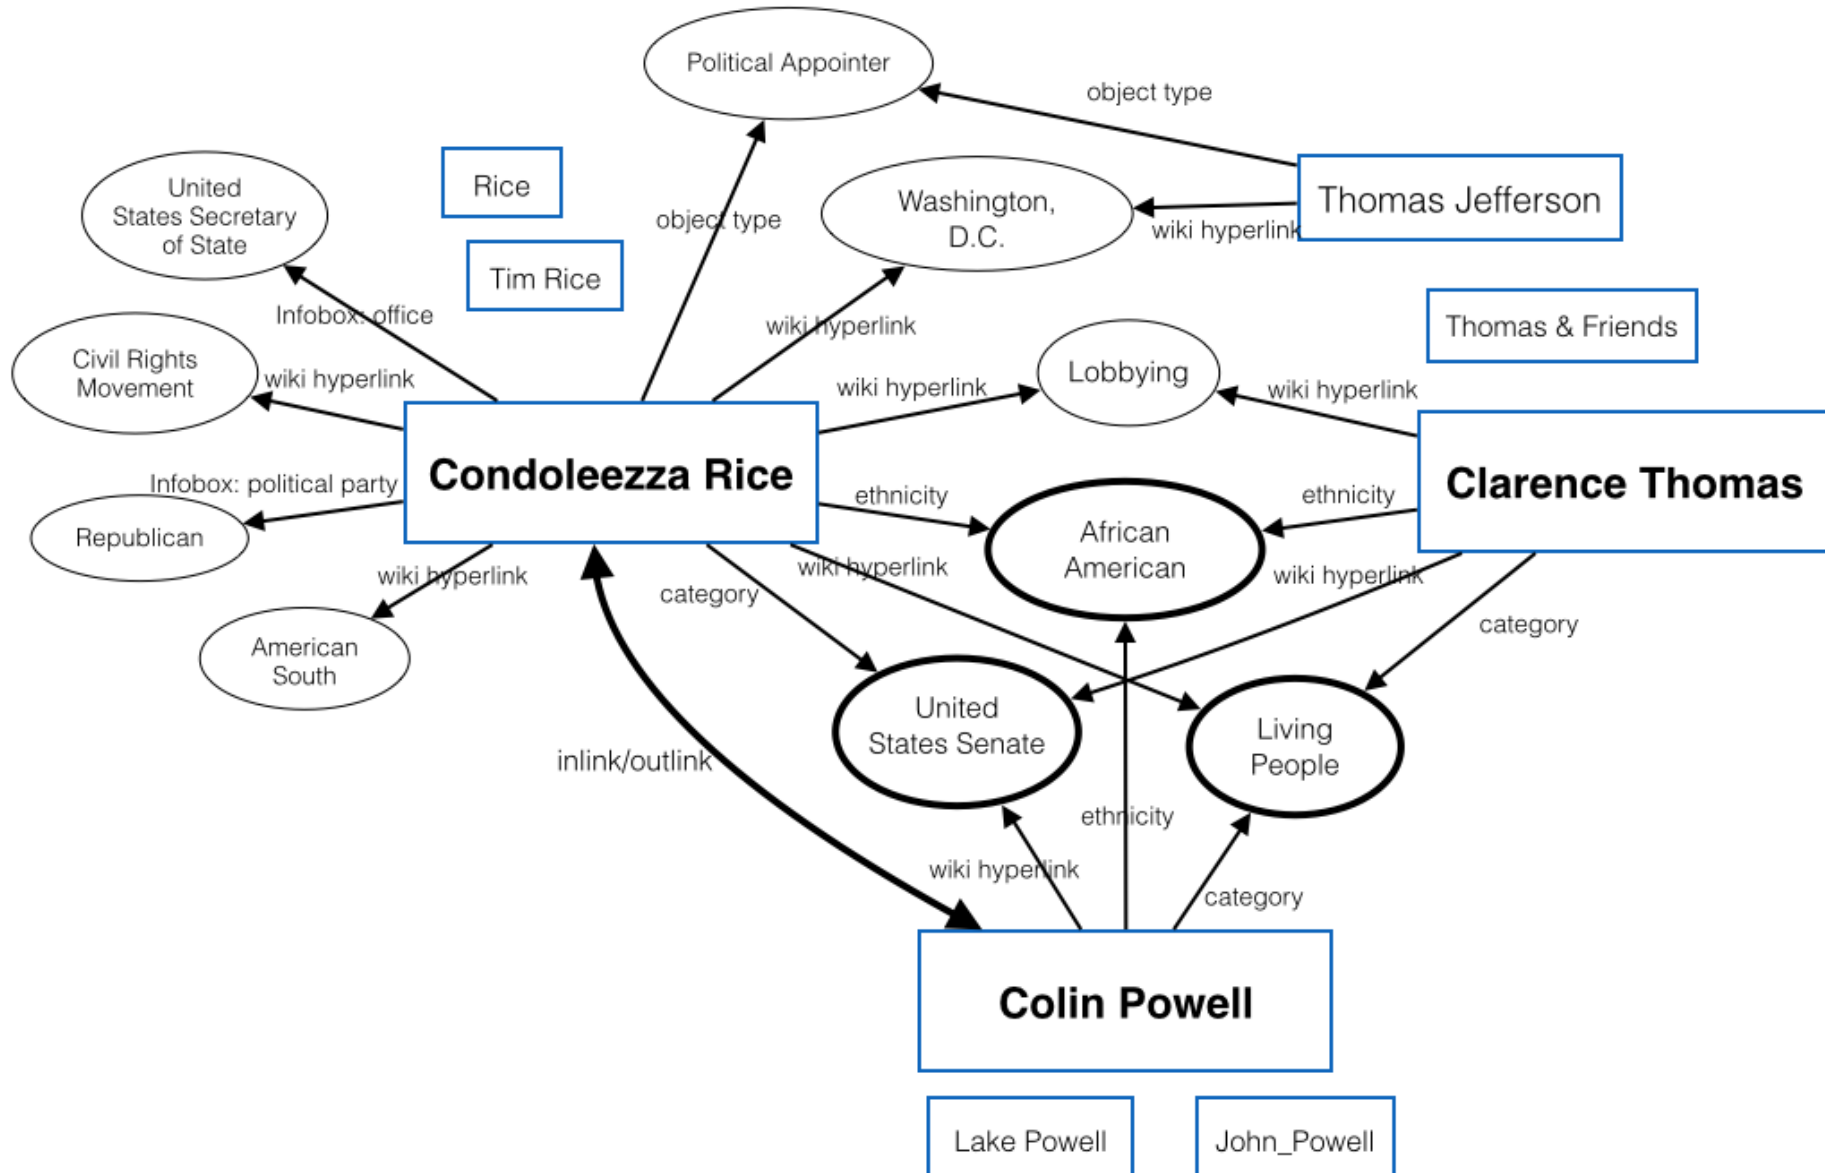 Political Appointer
object type
United
States Secretary
of State
Rice
object type
Washington,
D.C.
Thomas Jefferson
wiki hyperlink
Tim Rice
Infobox: office
wiki hyperlink
Thomas & Friends
Civil Rights
Movement
wiki hyperlink
wiki hyperlink
Lobbying
wiki hyperlink
Condoleezza Rice
Clarence Thomas
Infobox: political party
Republican
ethnicity
ethnicity
African
American
wiki hyperlink
category
wiki hyperlink
wiki hyperlink
category
American
South
United
States Senate
Living
People
inlink/outlink
ethnicity
wiki hyperlink
category
Colin Powell
Lake Powell
John_Powell